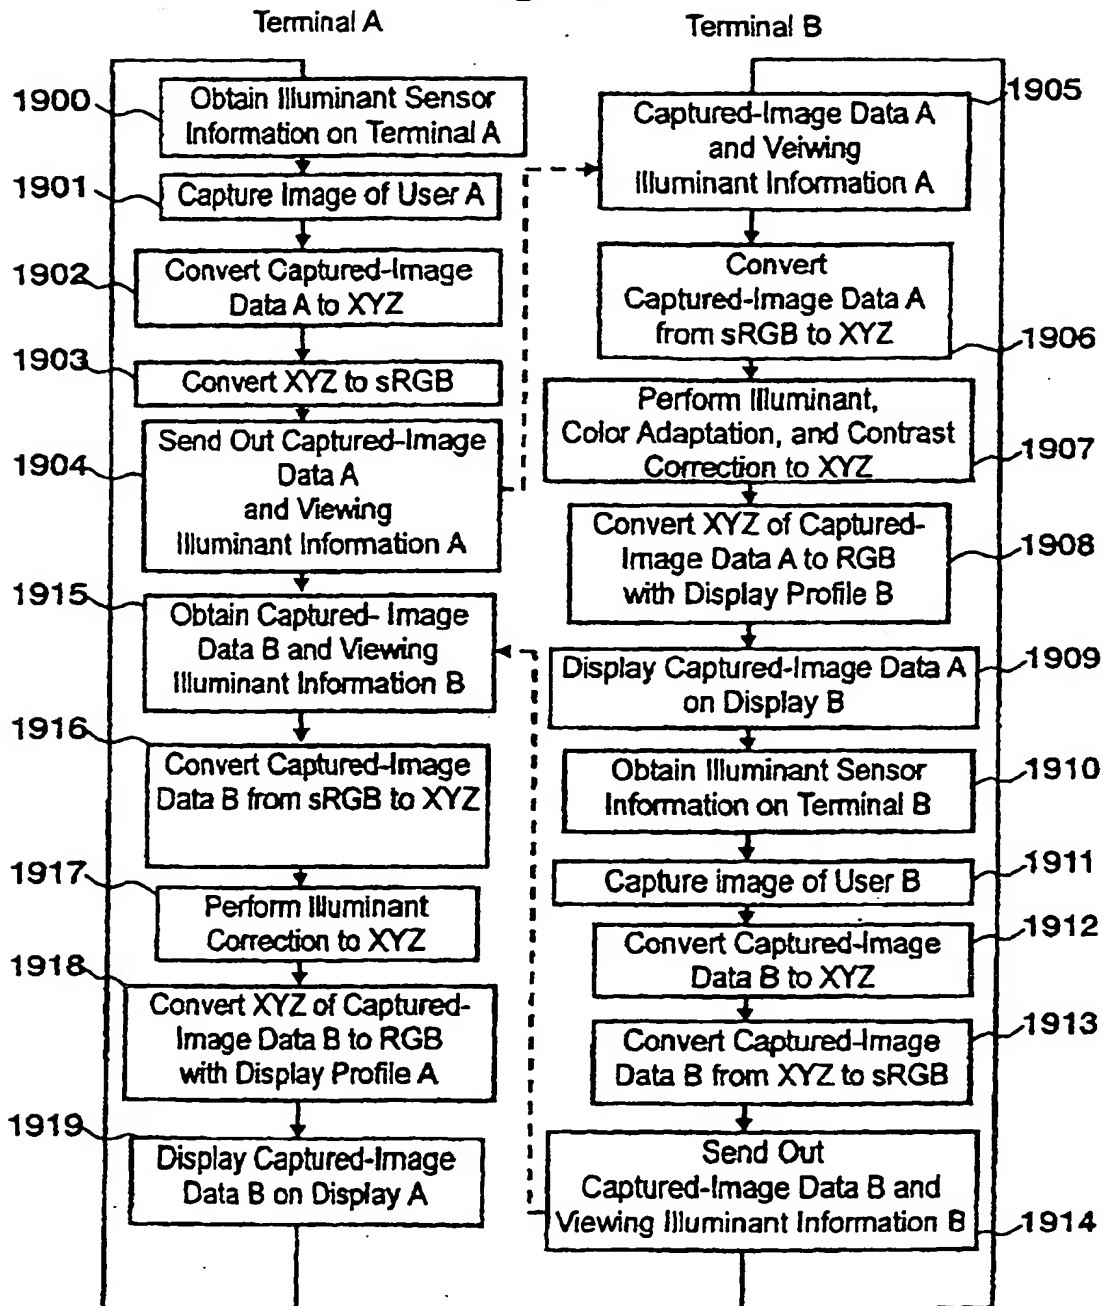 Terminal A
1900
Obtain Illuminant Sensor
Information on Terminal A
1901
Capture Image of User A
1902
Convert Captured-Image
Data A to XYZ
1903
Convert XYZ to sRGB
1904
Send Out Captured-Image
Data A
and Viewing
Illuminant Information A
1915
Obtain Captured- Image
Data B and Viewing
Illuminant Information B
1916
Convert Captured-Image
Data B from sRGB to XYZ
1917
Perform Illuminant
Correction to XYZ
1918
Convert XYZ of Captured-
Image Data B to RGB
with Display Profile A
1919
Display Captured-Image
Data B on Display A
Terminal B
1905
Captured-Image Data A
and Veiwing
Illuminant Information A
Convert
Captured-Image Data A
from sRGB to XYZ
1906
Perform Illuminant,
Color Adaptation, and Contrast
Correction to XYZ
1907
Convert XYZ of Captured-
Image Data A to RGB
with Display Profile B
1908
Display Captured-Image Data A
on Display B
1909
Obtain Illuminant Sensor
Information on Terminal B
1910
Capture image of User B
1911
Convert Captured-Image
Data B to XYZ
1912
Convert Captured-Image
Data B from XYZ to sRGB
1913
Send Out
Captured-Image Data B and
Viewing Illuminant Information B
1914